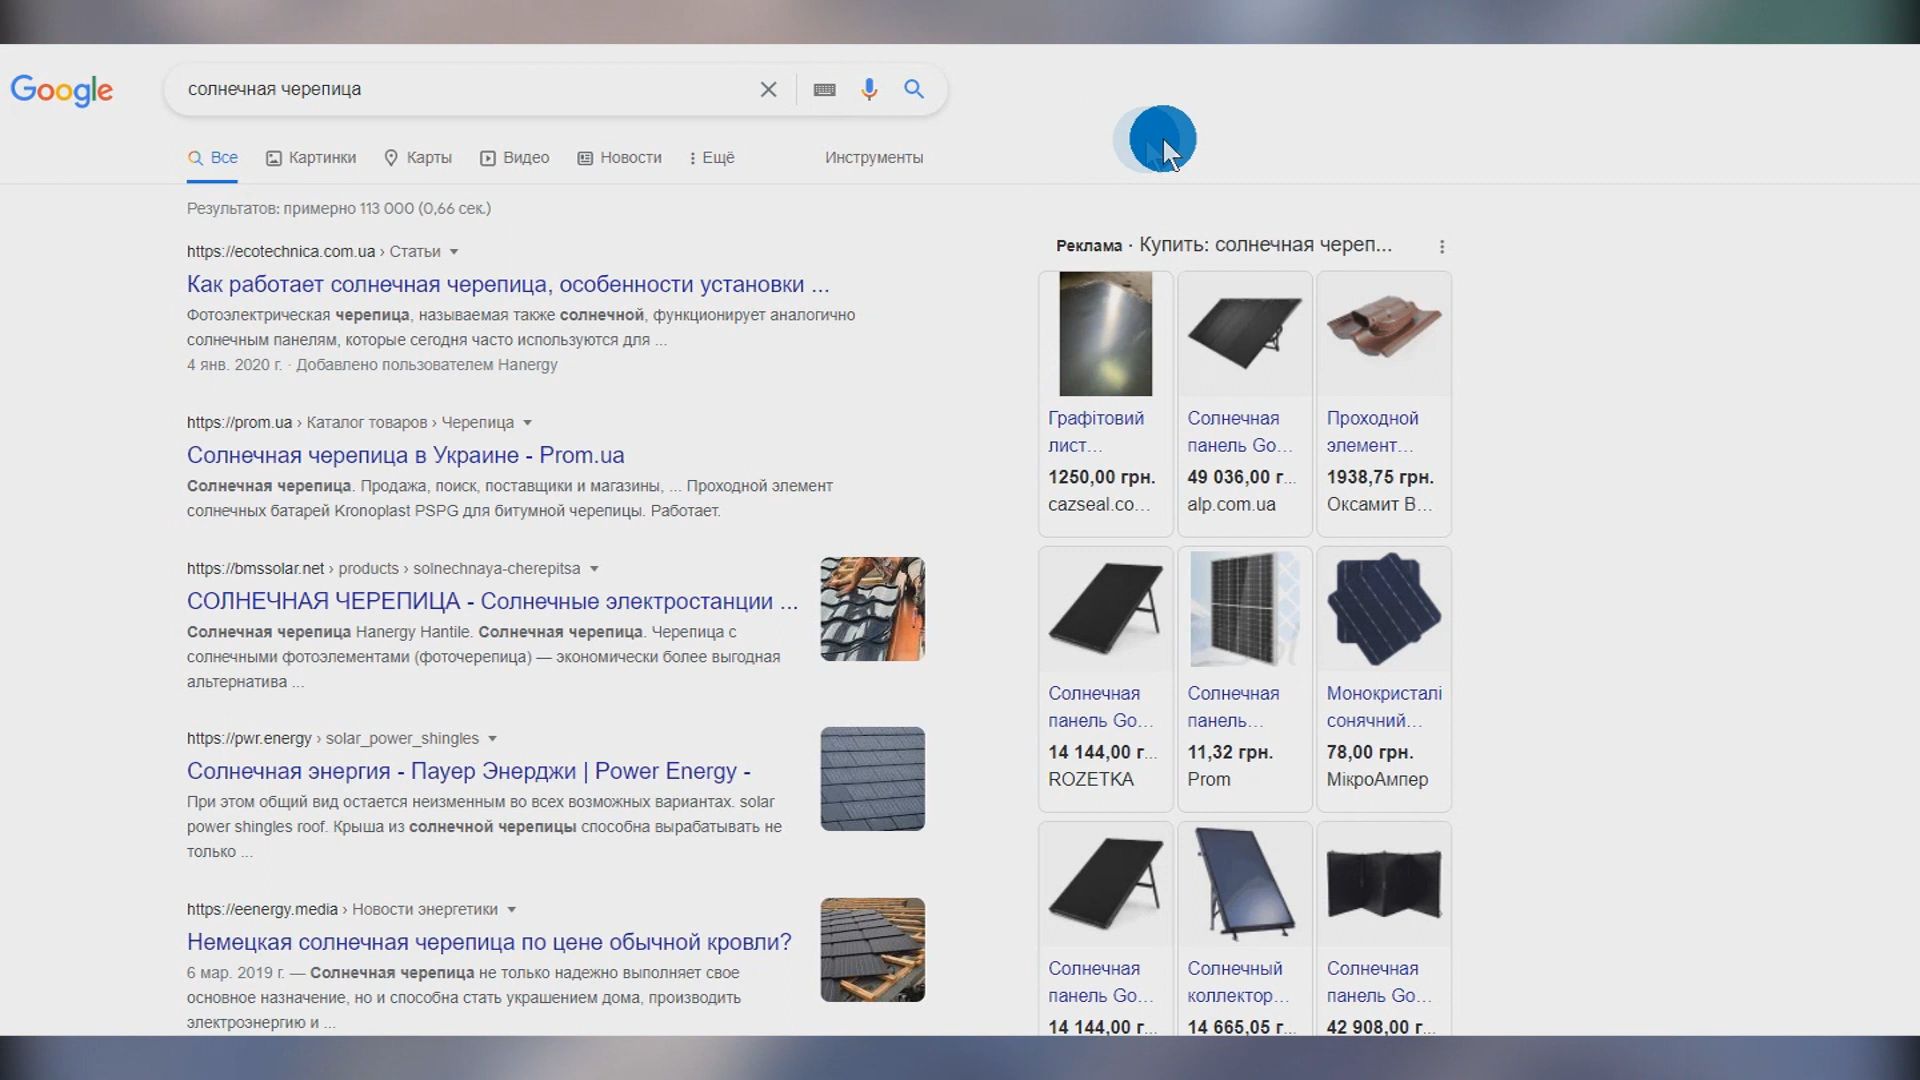 Google
солнечная черепица
Все
Картинки
Карты
Видео
Новости
Ещё
Инструменты
Результатов: примерно 113 000 (0,66 сек.)
https://ecotechnica.com.ua › Статьи
Как работает солнечная черепица, особенности установки ...
Фотоэлектрическая черепица, называемая также солнечной, функционирует аналогично
солнечным панелям, которые сегодня часто используются для ...
4 янв. 2020 г. · Добавлено пользователем Hanergy
https://prom.ua › Каталог товаров › Черепица
Солнечная черепица в Украине - Prom.ua
Солнечная черепица. Продажа, поиск, поставщики и магазины, ... Проходной элемент
солнечных батарей Kronoplast PSPG для битумной черепицы. Работает.
https://bmssolar.net › products › solnechnaya-cherepitsa
СОЛНЕЧНАЯ ЧЕРЕПИЦА - Солнечные электростанции ...
Солнечная черепица Hanergy Hantile. Солнечная черепица. Черепица с
солнечными фотоэлементами (фоточерепица) — экономически более выгодная
альтернатива ...
https://pwr.energy › solar_power_shingles
Солнечная энергия - Пауер Энерджи | Power Energy -
При этом общий вид остается неизменным во всех возможных вариантах. solar
power shingles roof. Крыша из солнечной черепицы способна вырабатывать не
только ...
https://eenergy.media › Новости энергетики
Немецкая солнечная черепица по цене обычной кровли?
6 мар. 2019 г. — Солнечная черепица не только надежно выполняет свое
основное назначение, но и способна стать украшением дома, производить
электроэнергию и ...
Реклама · Купить: солнечная череп...
Графітовий
лист...
1250,00 грн.
cazseal.co...
Солнечная
панель Go...
49 036,00 г...
alp.com.ua
Проходной
элемент...
1938,75 грн.
Оксамит В...
Солнечная
панель Go...
14 144,00 г...
ROZETKA
Солнечная
панель...
11,32 грн.
Prom
Монокристалі
сонячний...
78,00 грн.
МікроАмпер
Солнечная
панель Go...
14 144,00 г...
Солнечный
коллектор...
14 665,05 г...
Солнечная
панель Go...
42 908,00 г...